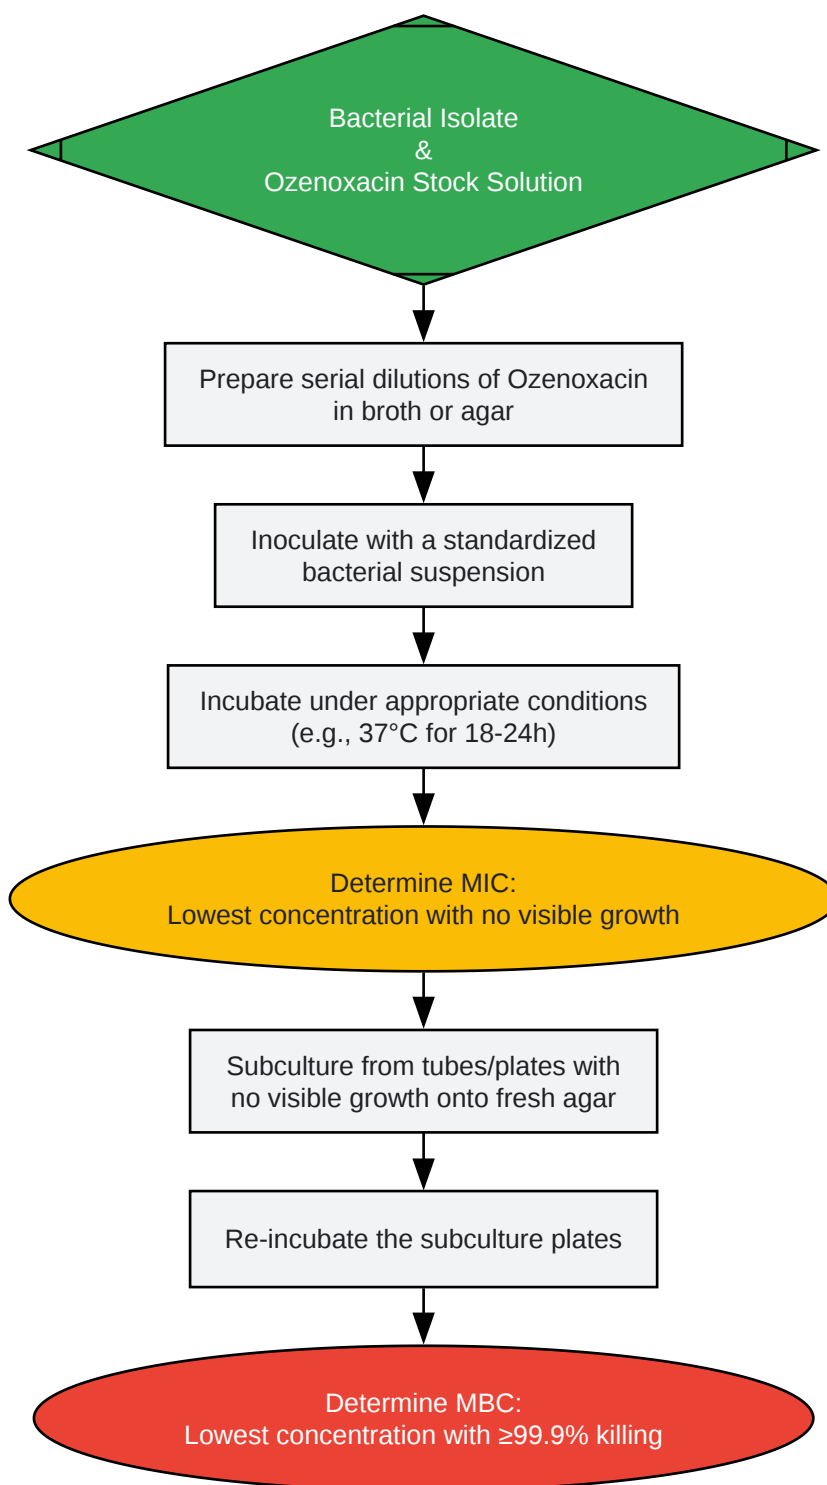 Bacterial Isolate
&
Ozenoxacin Stock Solution
Prepare serial dilutions of Ozenoxacin
in broth or agar
Inoculate with a standardized
bacterial suspension
Incubate under appropriate conditions
(e.g., 37°C for 18-24h)
Determine MIC:
Lowest concentration with no visible growth
Subculture from tubes/plates with
no visible growth onto fresh agar
Re-incubate the subculture plates
Determine MBC:
Lowest concentration with ≥99.9% killing